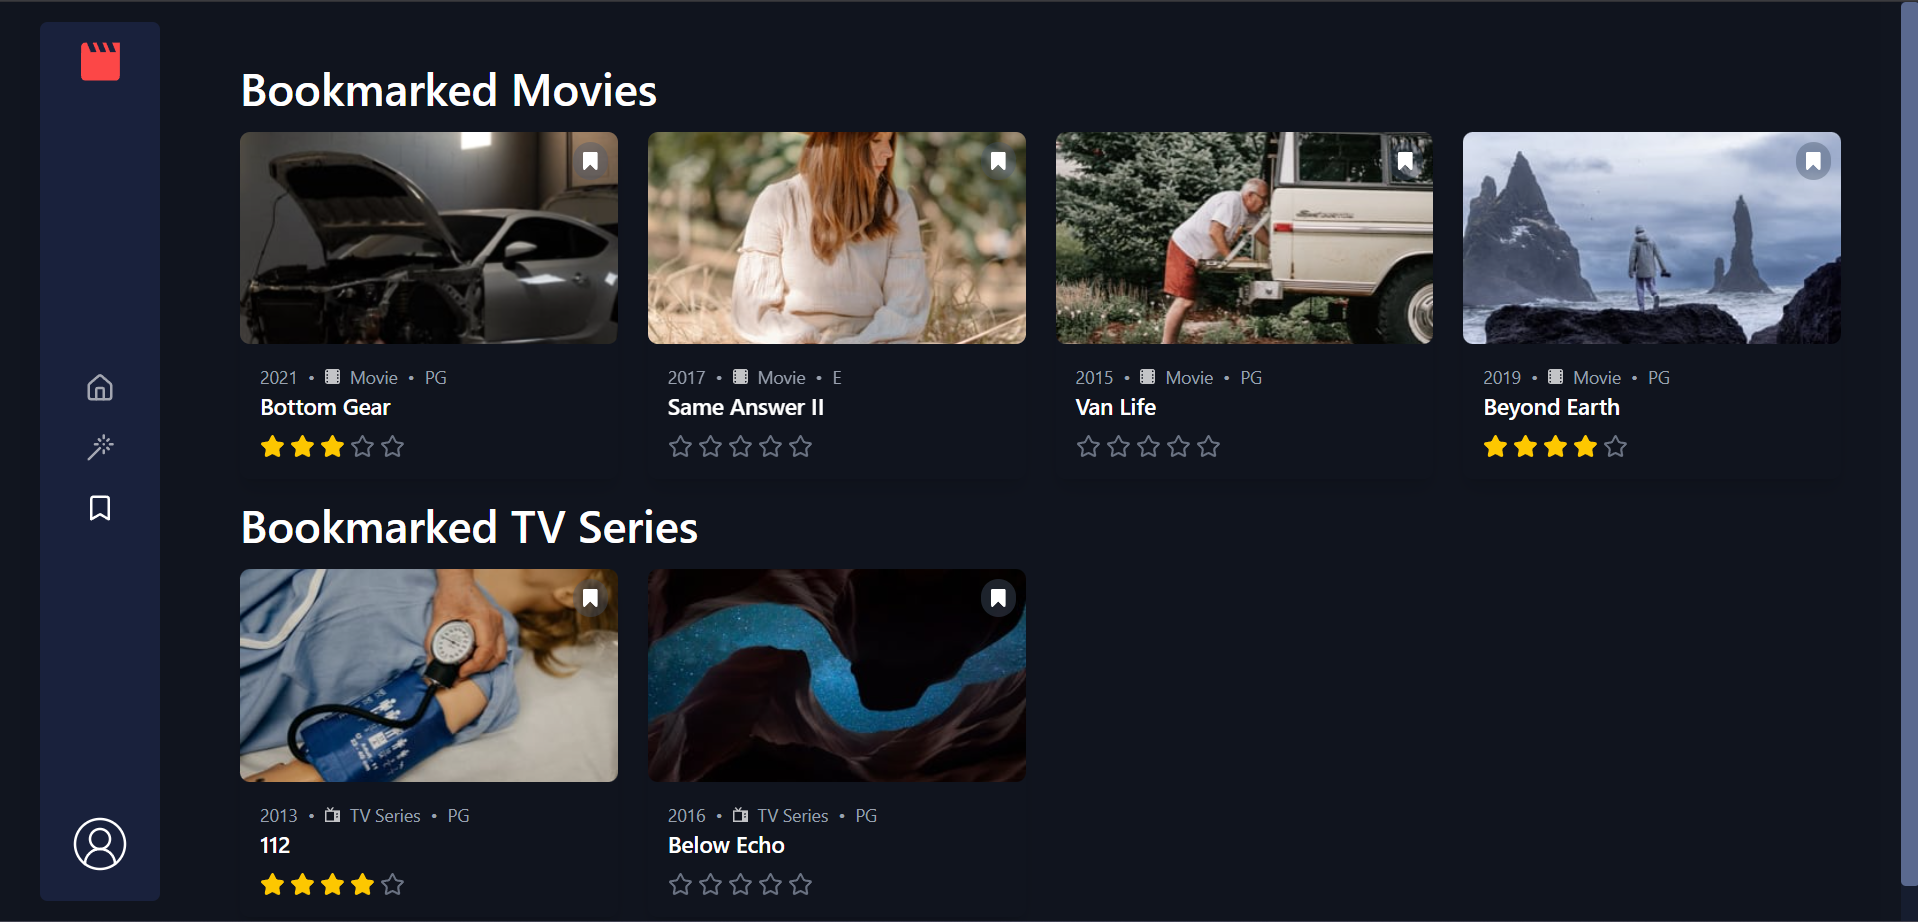 Bookmarked Movies
2021 • Movie • PG
Bottom Gear
2017 • Movie • E
Same Answer II
2015 • Movie • PG
Van Life
2019 • Movie • PG
Beyond Earth
Bookmarked TV Series
2013 • TV Series • PG
112
2016 • TV Series • PG
Below Echo